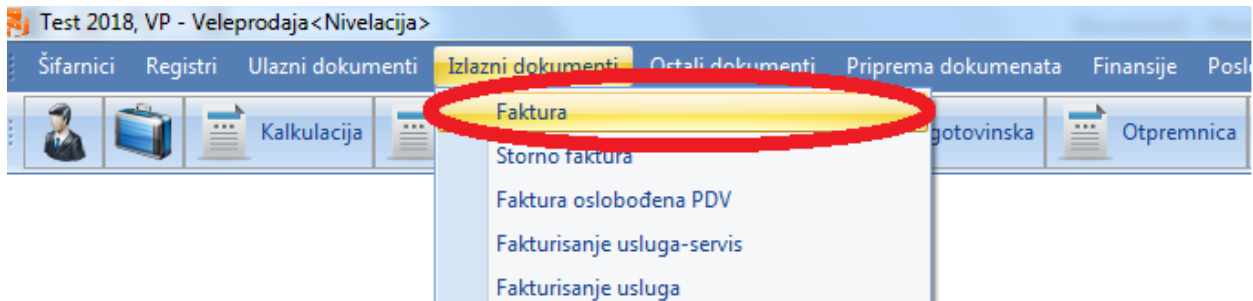 Test 2018, VP - Veleprodaja<Nivelacija>
Šifarnici Registri Ulazni dokumenti Izlazni dokumenti Ostali dokumenti Priprema dokumenata Finansije
Kalkulacija gotovinska Otpremnica
Faktura
Storno faktura
Faktura oslobođena PDV
Fakturisanje usluga-servis
Fakturisanje usluga